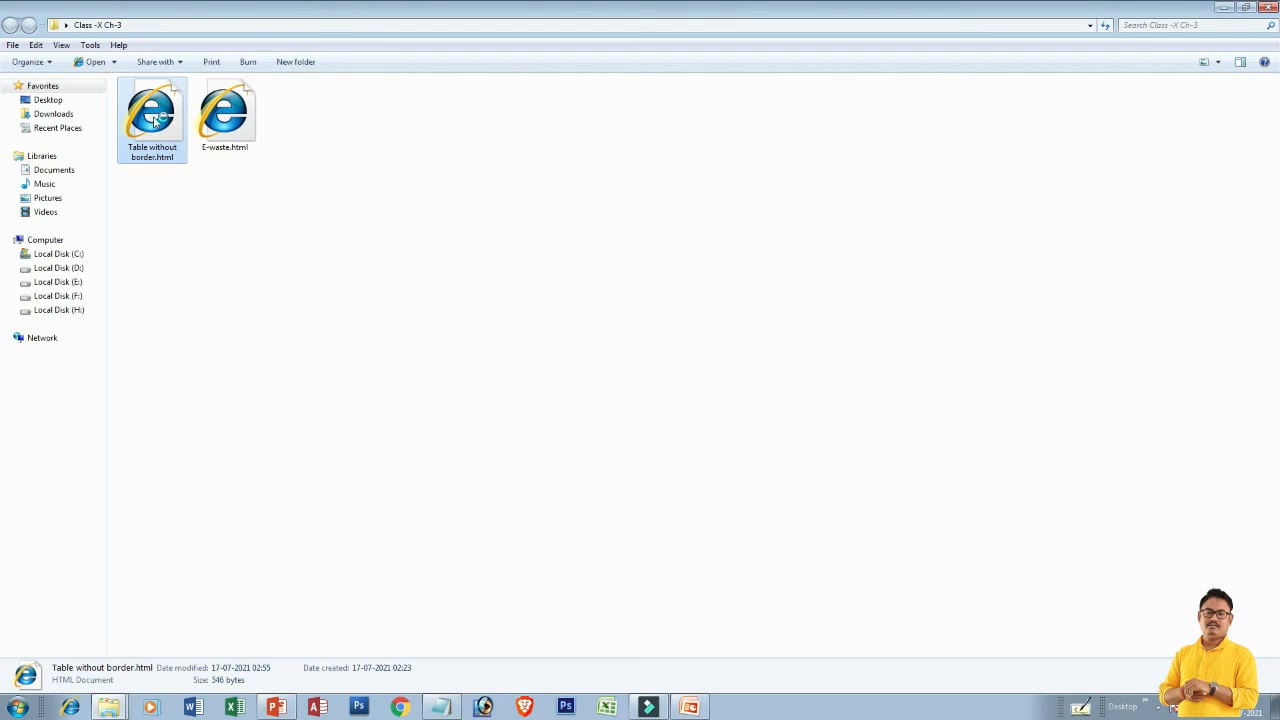 Class -X Ch-3
Search Class -X Ch-3
File Edit View Tools Help
Organize Open Share with Print Burn New folder
Favorites
Desktop
Downloads
Recent Places
Libraries
Documents
Music
Pictures
Videos
Computer
Local Disk (C:)
Local Disk (D:)
Local Disk (E:)
Local Disk (F:)
Local Disk (H:)
Network
Table without
border.html
E-waste.html
Table without border.html Date modified: 17-07-2021 02:55 Date created: 17-07-2021 02:23
HTML Document Size: 546 bytes
Desktop
-2021